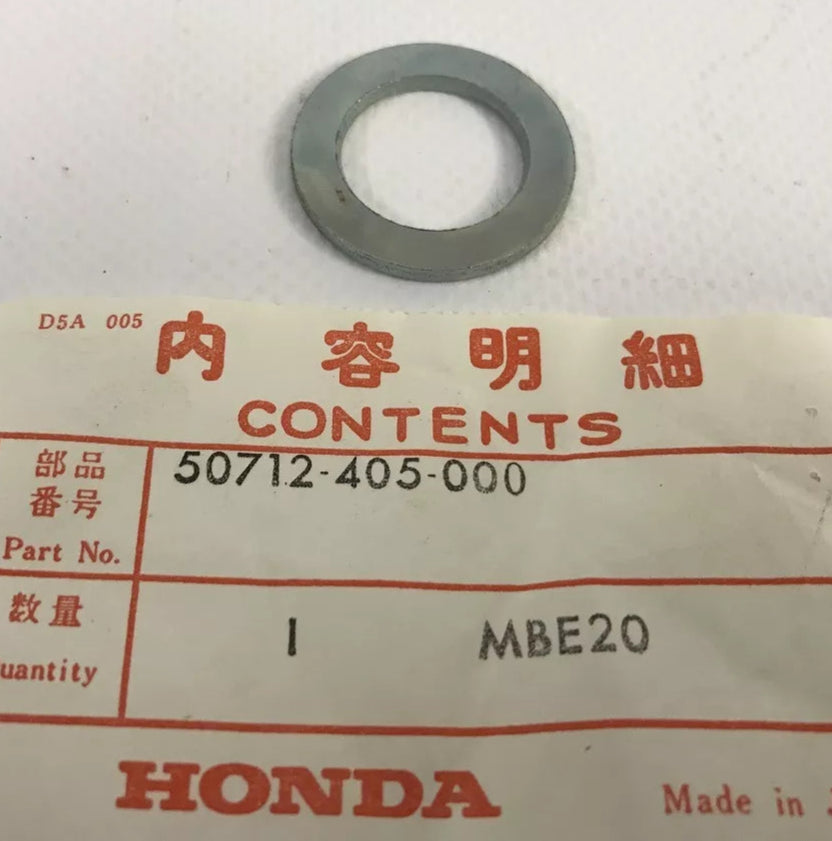 D5A 005
内容明細
CONTENTS
部品
番号
Part No.
50712-405-000
数量
uantity
1
MBE20
HONDA
Made in